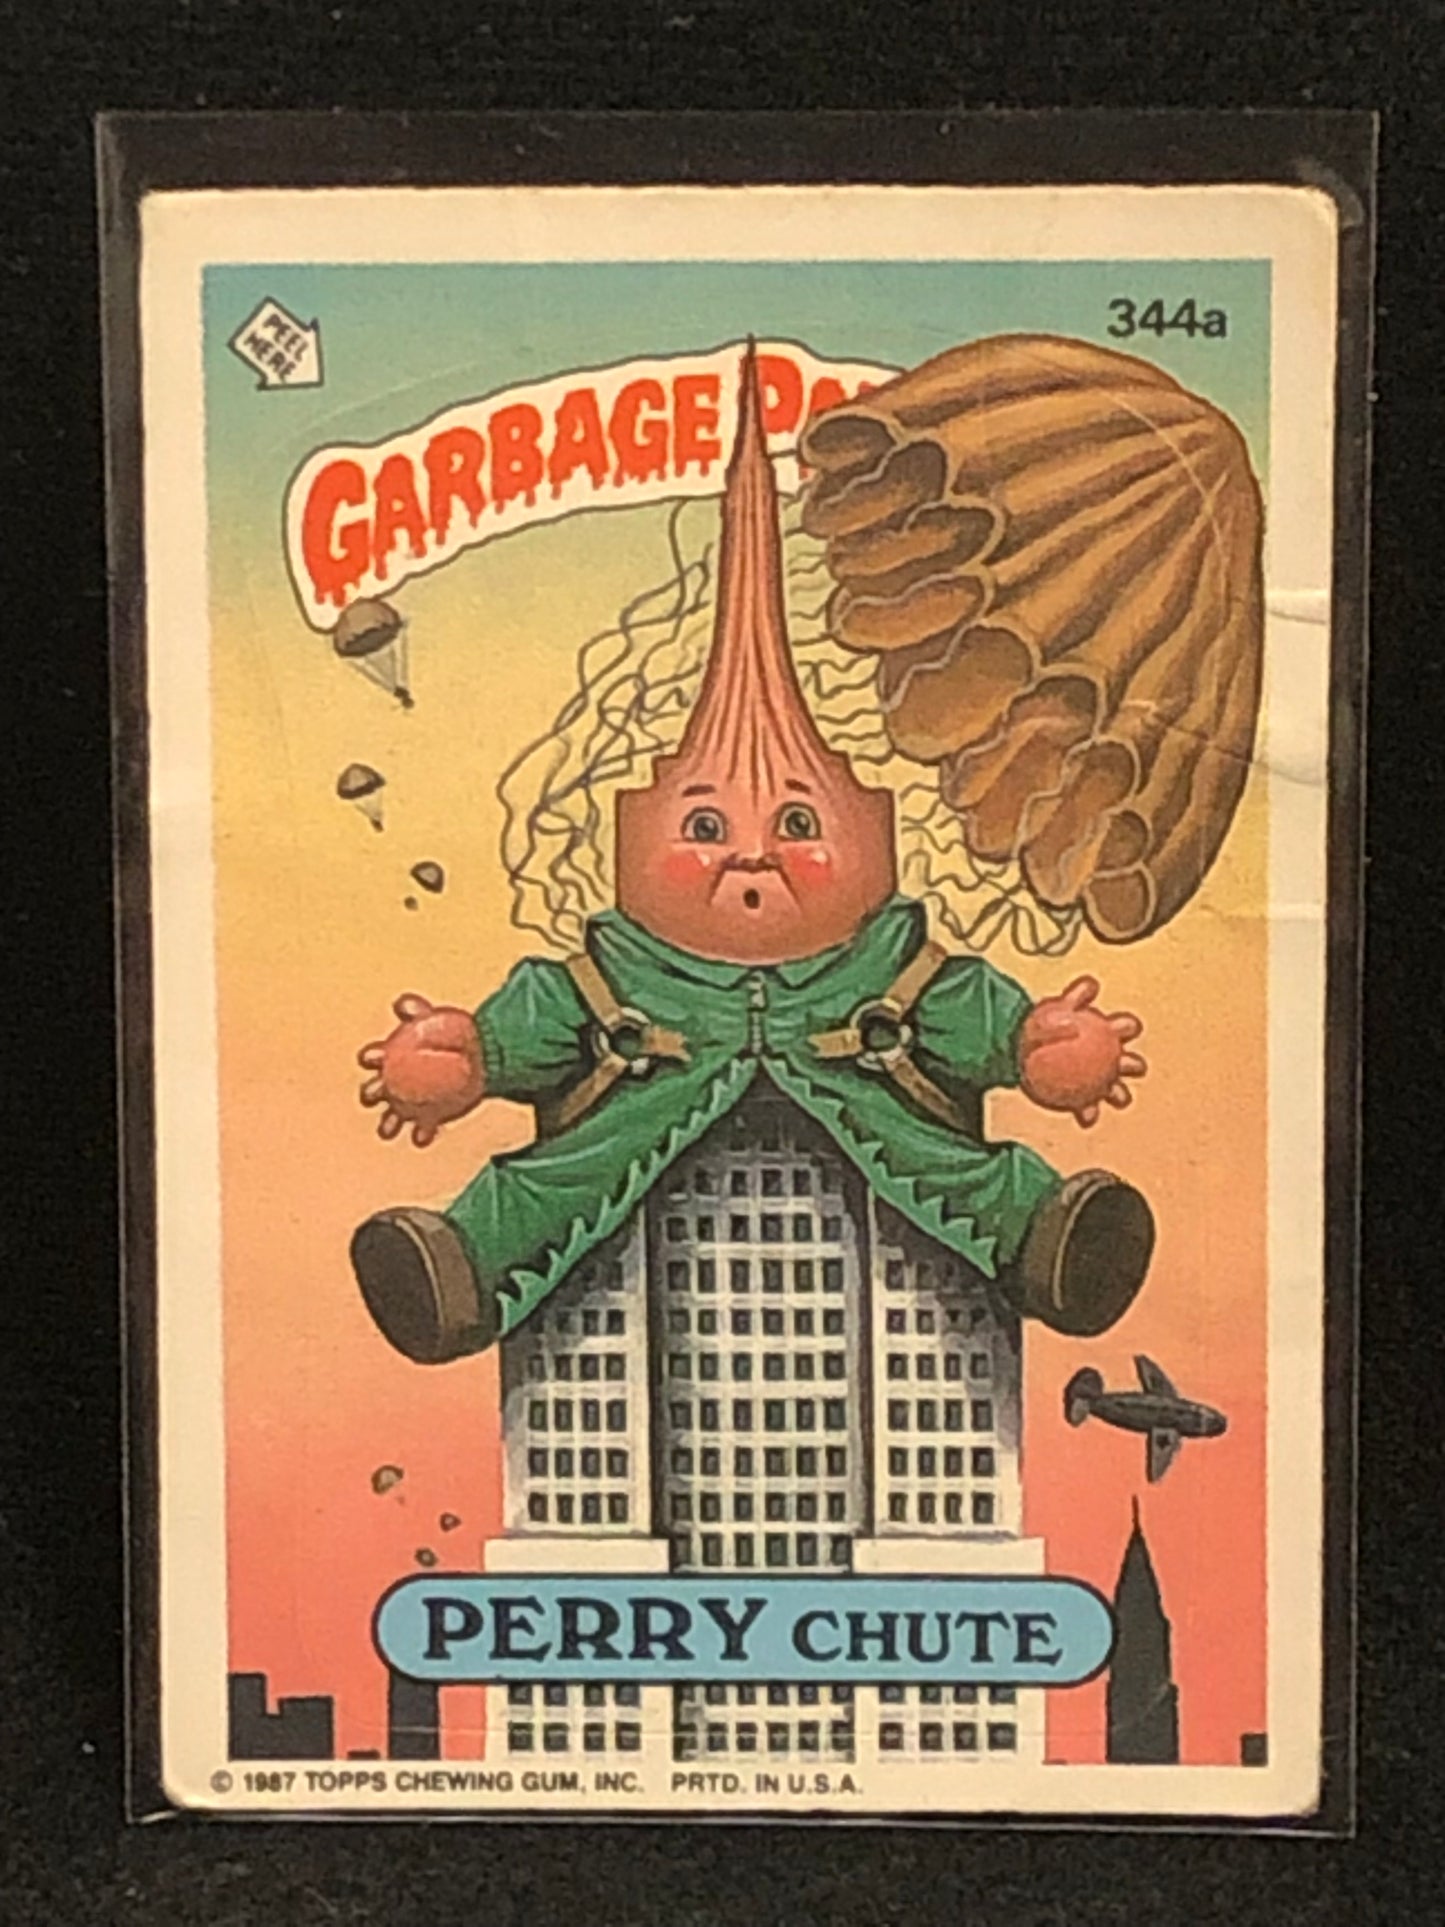 PEEL
HERE
344a
GARBAGE PA
PERRY CHUTE
© 1987 TOPPS CHEWING GUM, INC. PRTD. IN U.S.A.